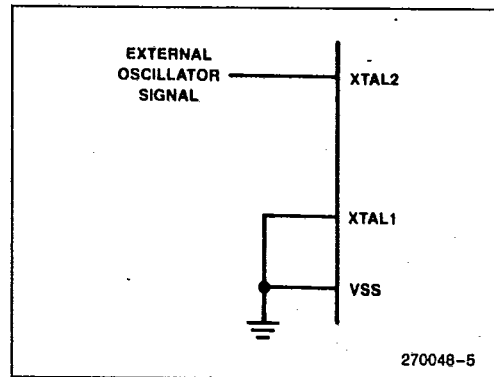 EXTERNAL
OSCILLATOR
SIGNAL
XTAL2
XTAL1
VSS
270048-5